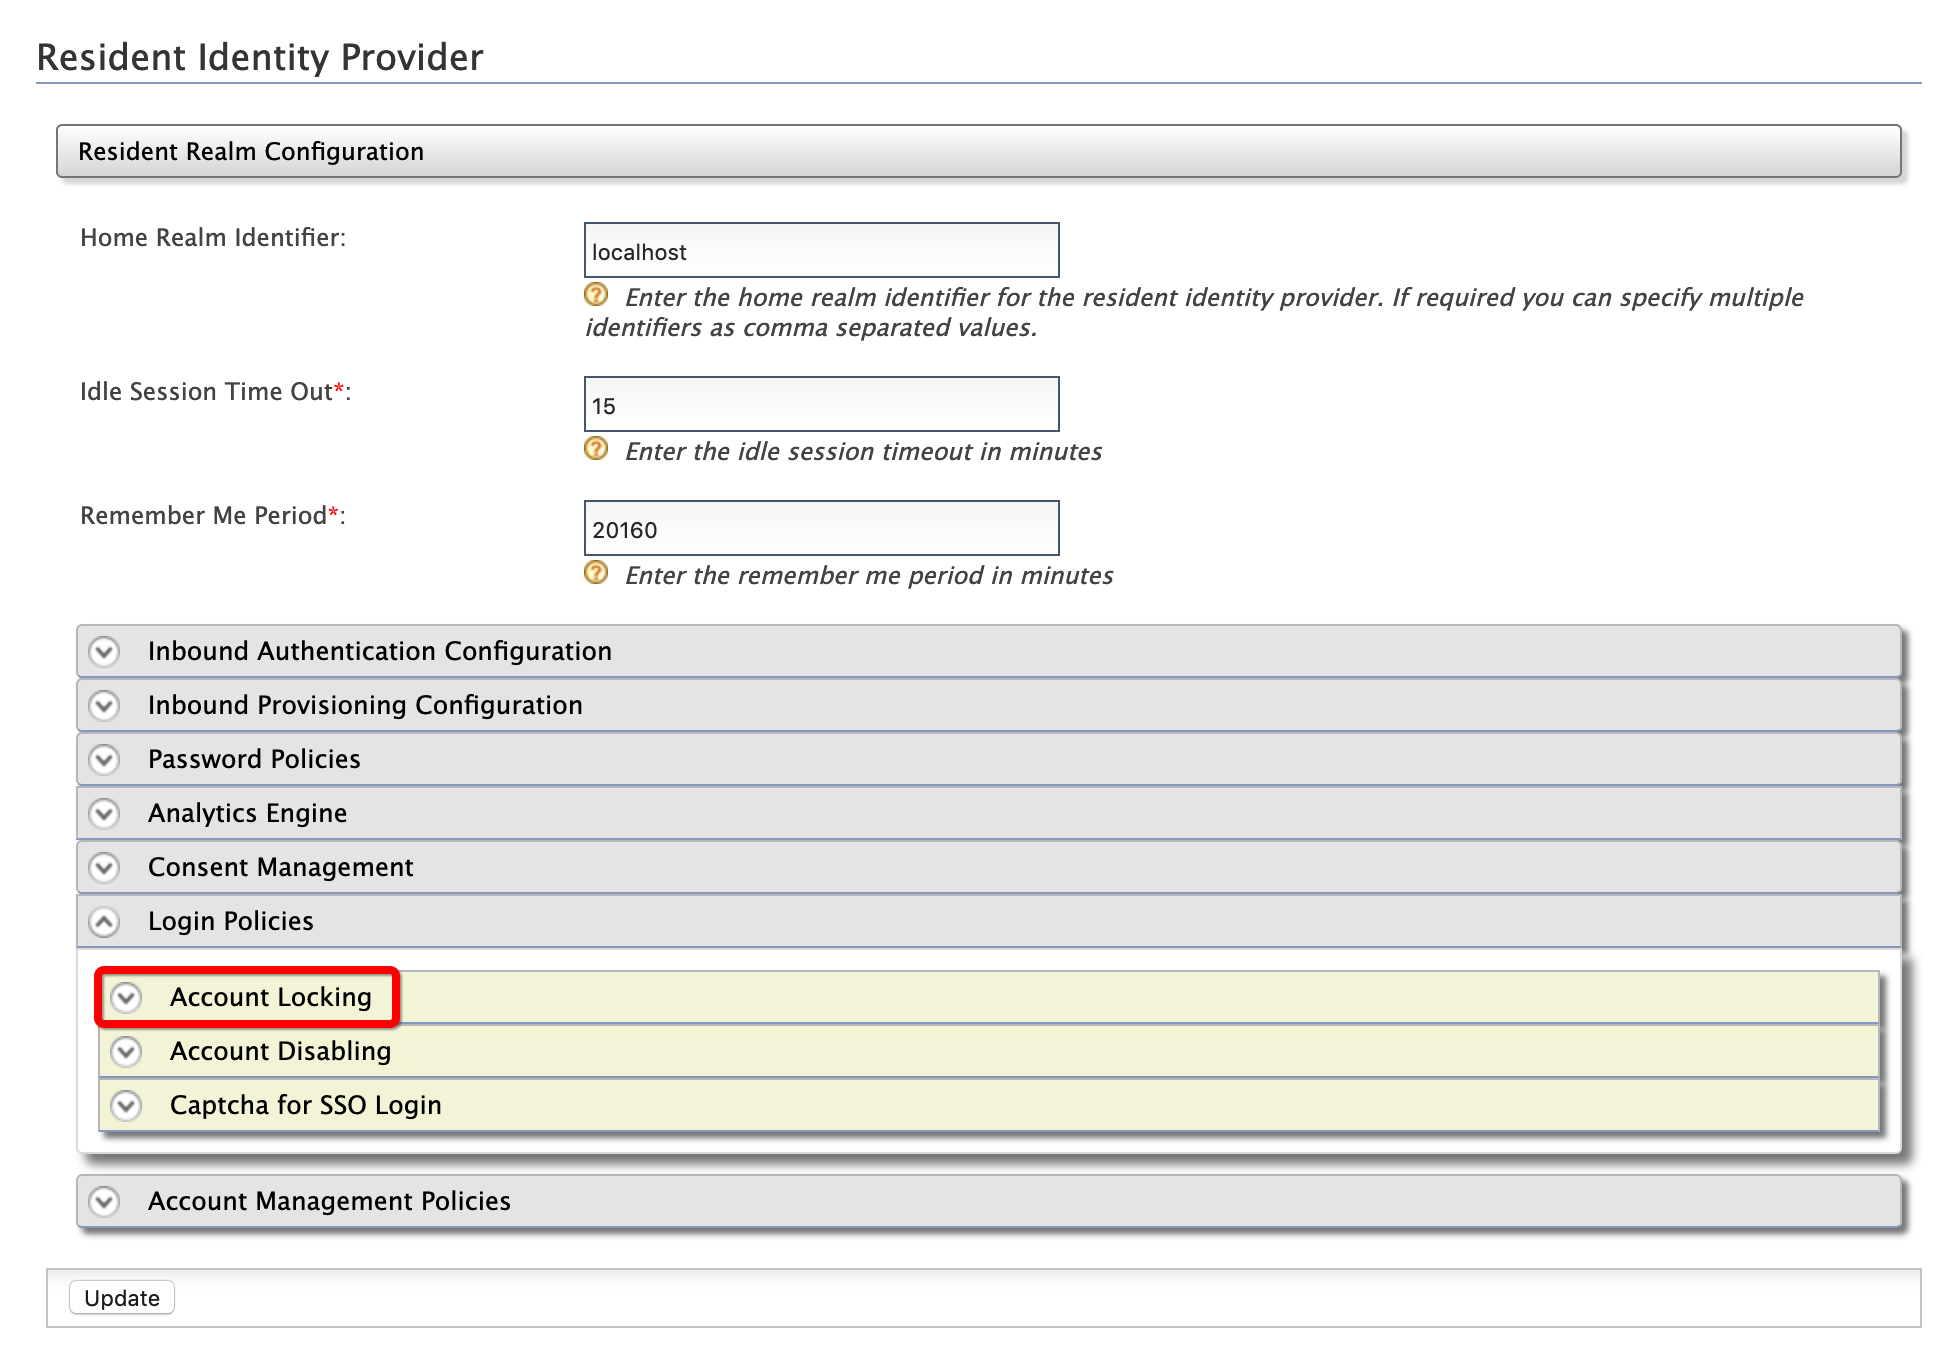 Resident Identity Provider
Resident Realm Configuration
Home Realm Identifier:
localhost
Enter the home realm identifier for the resident identity provider. If required you can specify multiple
identifiers as comma separated values.
Idle Session Time Out*:
15
Enter the idle session timeout in minutes
Remember Me Period*:
20160
Enter the remember me period in minutes
Inbound Authentication Configuration
Inbound Provisioning Configuration
Password Policies
Analytics Engine
Consent Management
Login Policies
Account Locking
Account Disabling
Captcha for SSO Login
Account Management Policies
Update